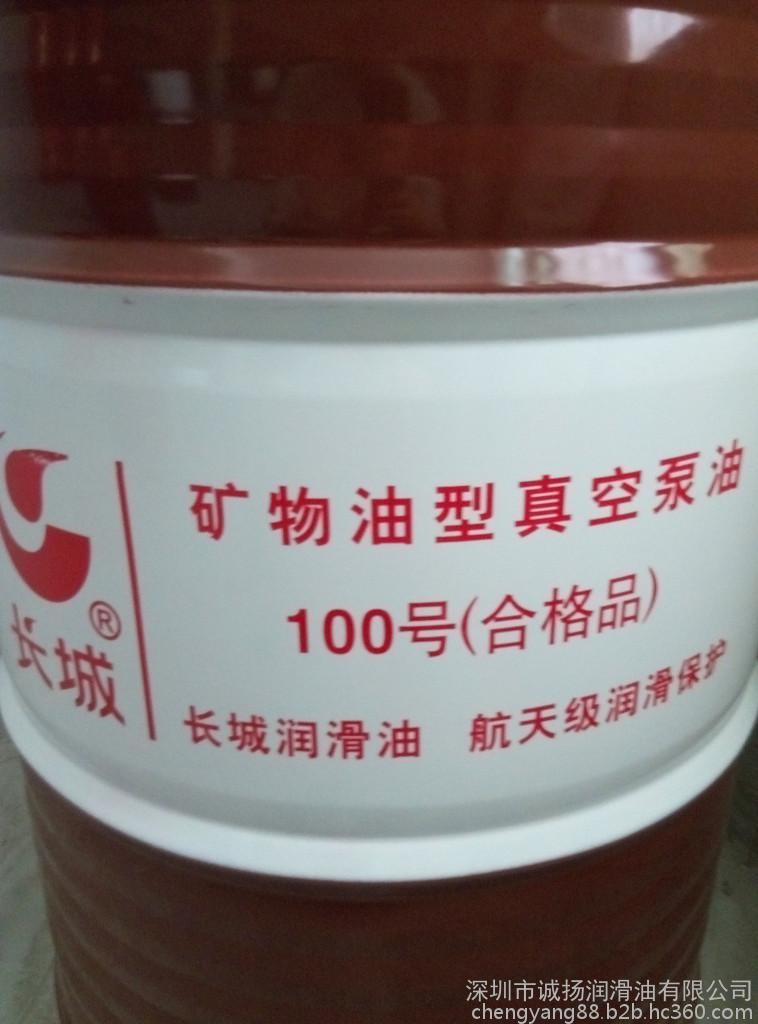 矿物油型真空泵油
100号(合格品)
长城®
长城润滑油 航天级润滑保护
深圳市诚扬润滑油有限公司
chengyang88.b2b.hc360.com